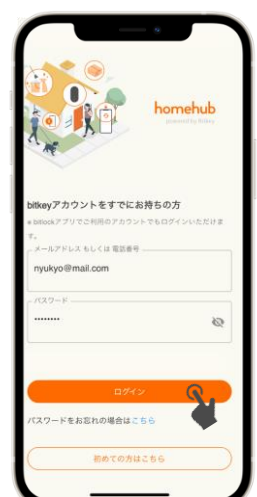 homehub
powered by Bitkey
bitkeyアカウントをすでにお持ちの方
※ bitlockアプリでご利用のアカウントでもログインいただけま
す。
メールアドレス もしくは 電話番号
nyukyo@mail.com
パスワード
••••••••
ログイン
パスワードをお忘れの場合はこちら
初めての方はこちら